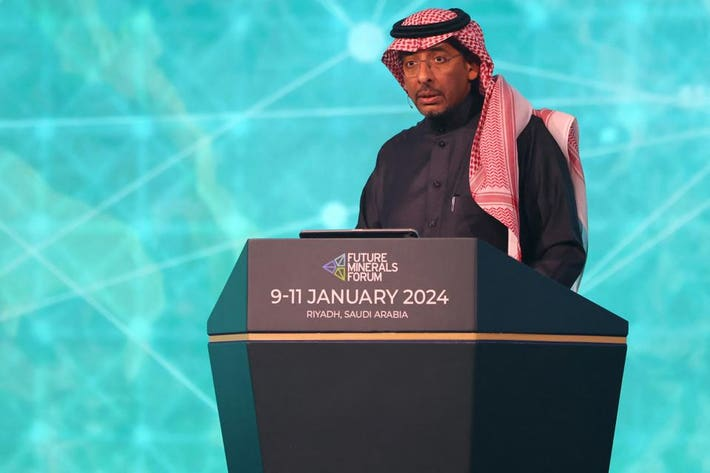 FUTURE
MINERALS
FORUM
9-11 JANUARY 2024
RIYADH, SAUDI ARABIA